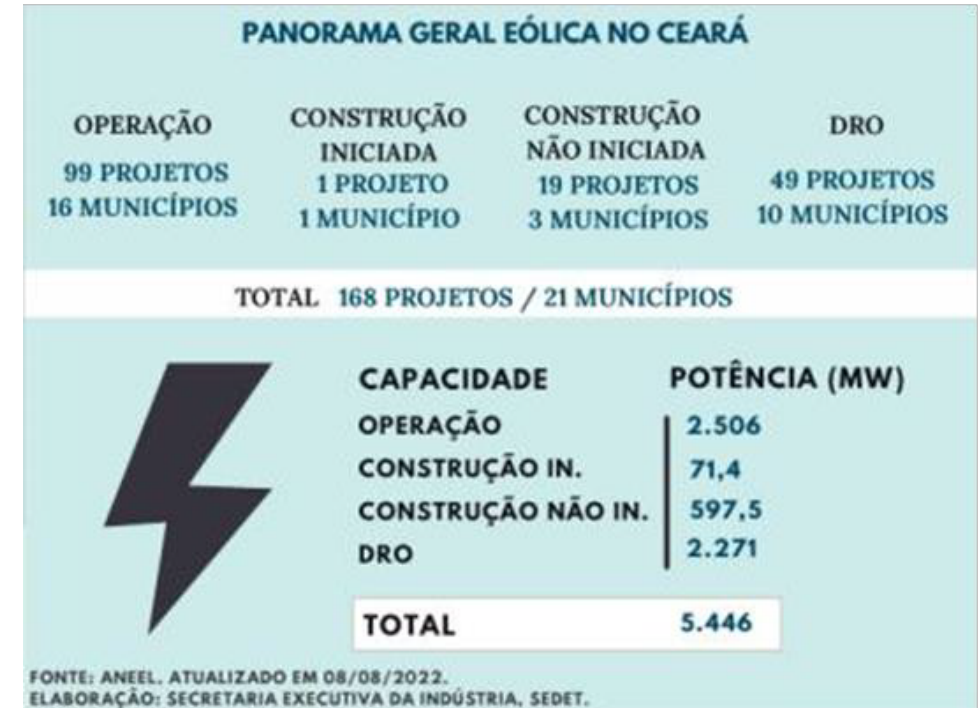 PANORAMA GERAL EÓLICA NO CEARÁ
OPERAÇÃO
99 PROJETOS
16 MUNICÍPIOS
CONSTRUÇÃO
INICIADA
1 PROJETO
1 MUNICÍPIO
CONSTRUÇÃO
NÃO INICIADA
19 PROJETOS
3 MUNICÍPIOS
DRO
49 PROJETOS
10 MUNICÍPIOS
TOTAL 168 PROJETOS / 21 MUNICÍPIOS
CAPACIDADE POTÊNCIA (MW)
OPERAÇÃO 2.506
CONSTRUÇÃO IN. 71,4
CONSTRUÇÃO NÃO IN. 597,5
DRO 2.271
TOTAL 5.446
FONTE: ANEEL. ATUALIZADO EM 08/08/2022.
ELABORAÇÃO: SECRETARIA EXECUTIVA DA INDÚSTRIA, SEDET.